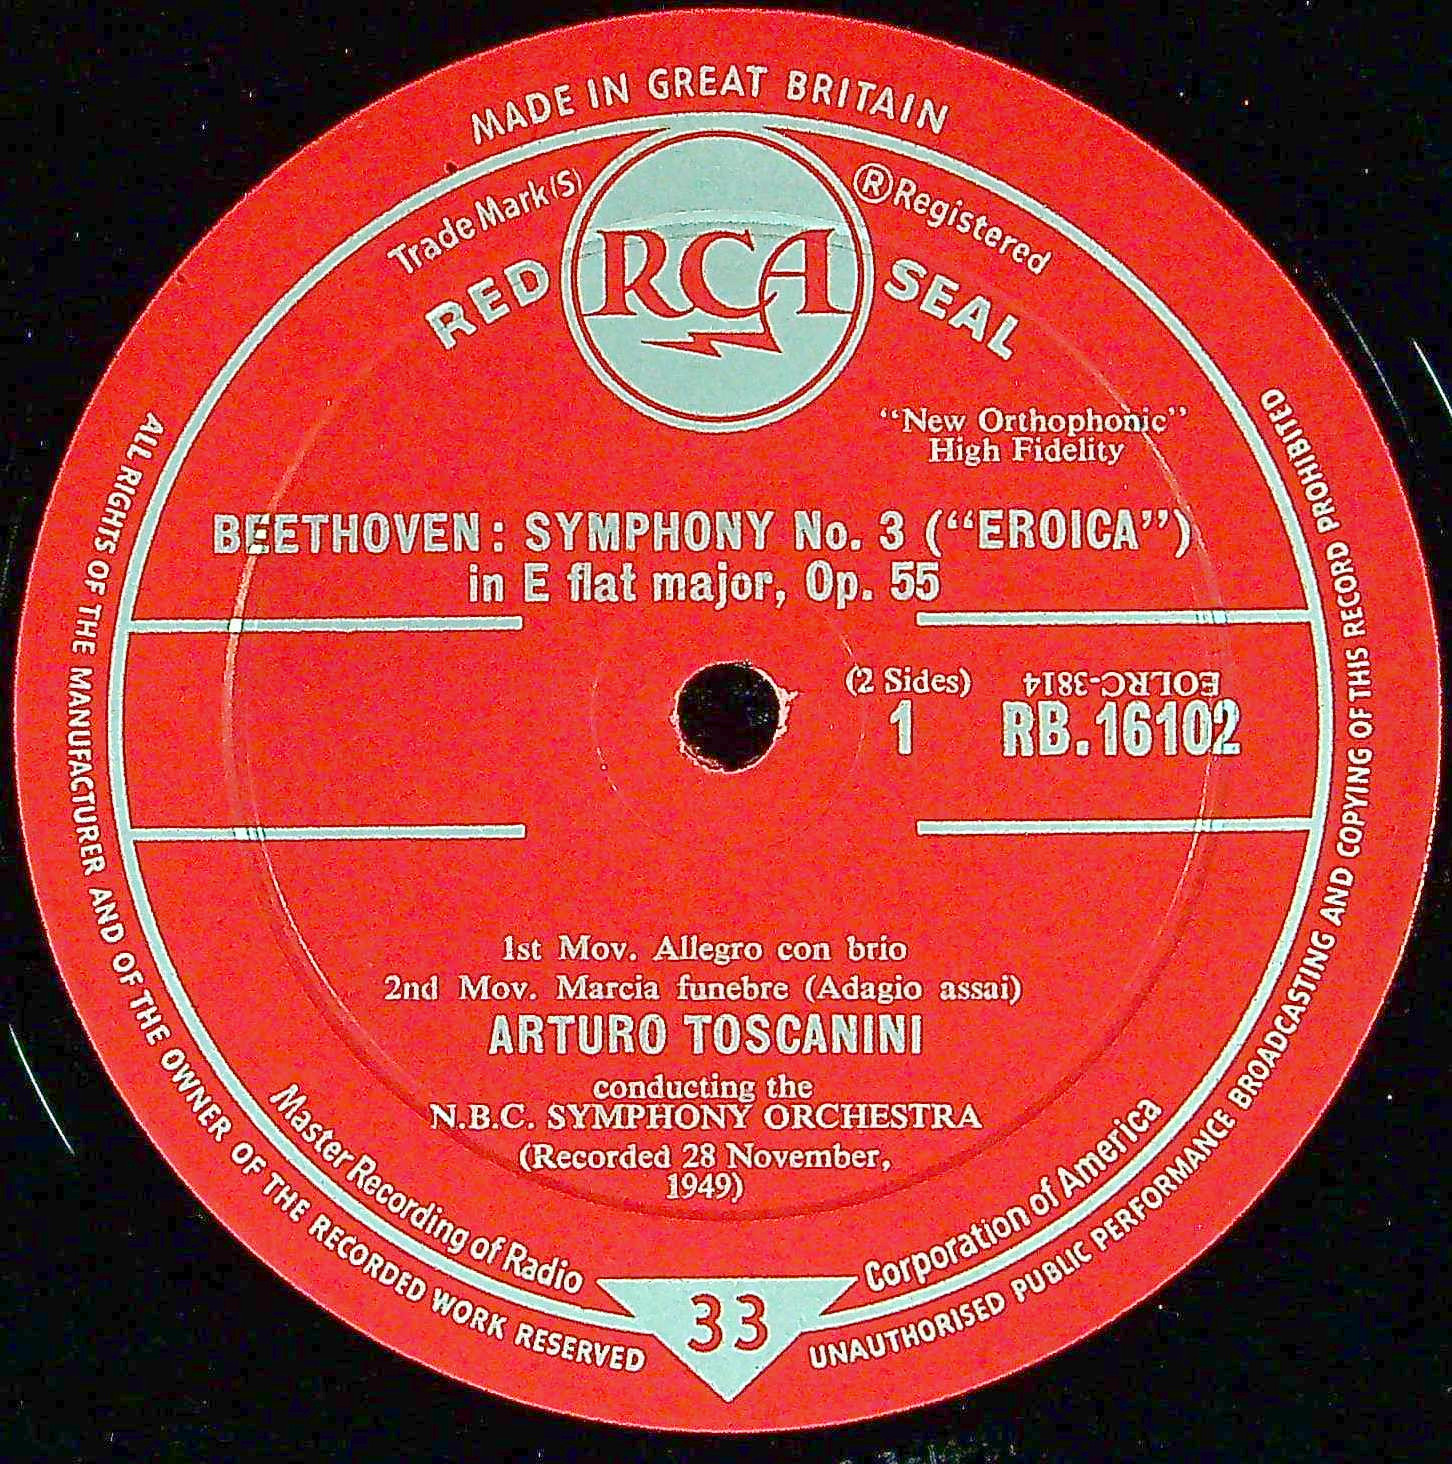 MADE IN GREAT BRITAIN
Trade Mark(S)
®Registered
RED
RCA
SEAL
"New Orthophonic"
High Fidelity
BEETHOVEN: SYMPHONY No. 3 ("EROICA")
in E flat major, Op. 55
(2 Sides)
EOLRC-3814
1
RB.16102
1st Mov. Allegro con brio
2nd Mov. Marcia funebre (Adagio assai)
ARTURO TOSCANINI
conducting the
N.B.C. SYMPHONY ORCHESTRA
(Recorded 28 November,
1949)
Master Recording of Radio
Corporation of America
33
ALL RIGHTS OF THE MANUFACTURER AND OF THE OWNER OF THE RECORDED WORK RESERVED
UNAUTHORISED PUBLIC PERFORMANCE BROADCASTING AND COPYING OF THIS RECORD PROHIBITED